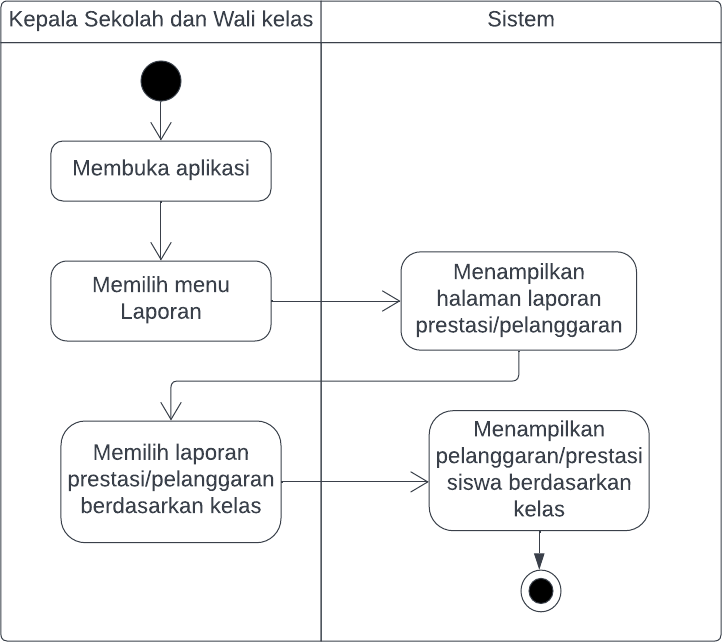 Kepala Sekolah dan Wali kelas
Sistem
Membuka aplikasi
Memilih menu
Laporan
Menampilkan
halaman laporan
prestasi/pelanggaran
Memilih laporan
prestasi/pelanggaran
berdasarkan kelas
Menampilkan
pelanggaran/prestasi
siswa berdasarkan
kelas